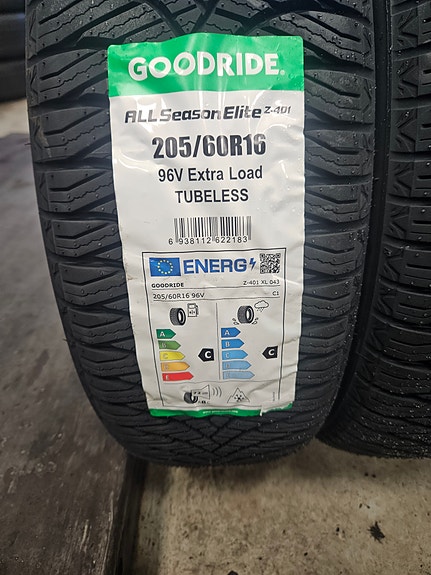 GOODRIDE
ALL Season Elite Z-401
205/60R16
96V Extra Load
TUBELESS
6 938112 622183
ENERG
GOODRIDE Z-401 XL 043
205/60R16 96V C1
A A
B B
C C C C
D D
E E